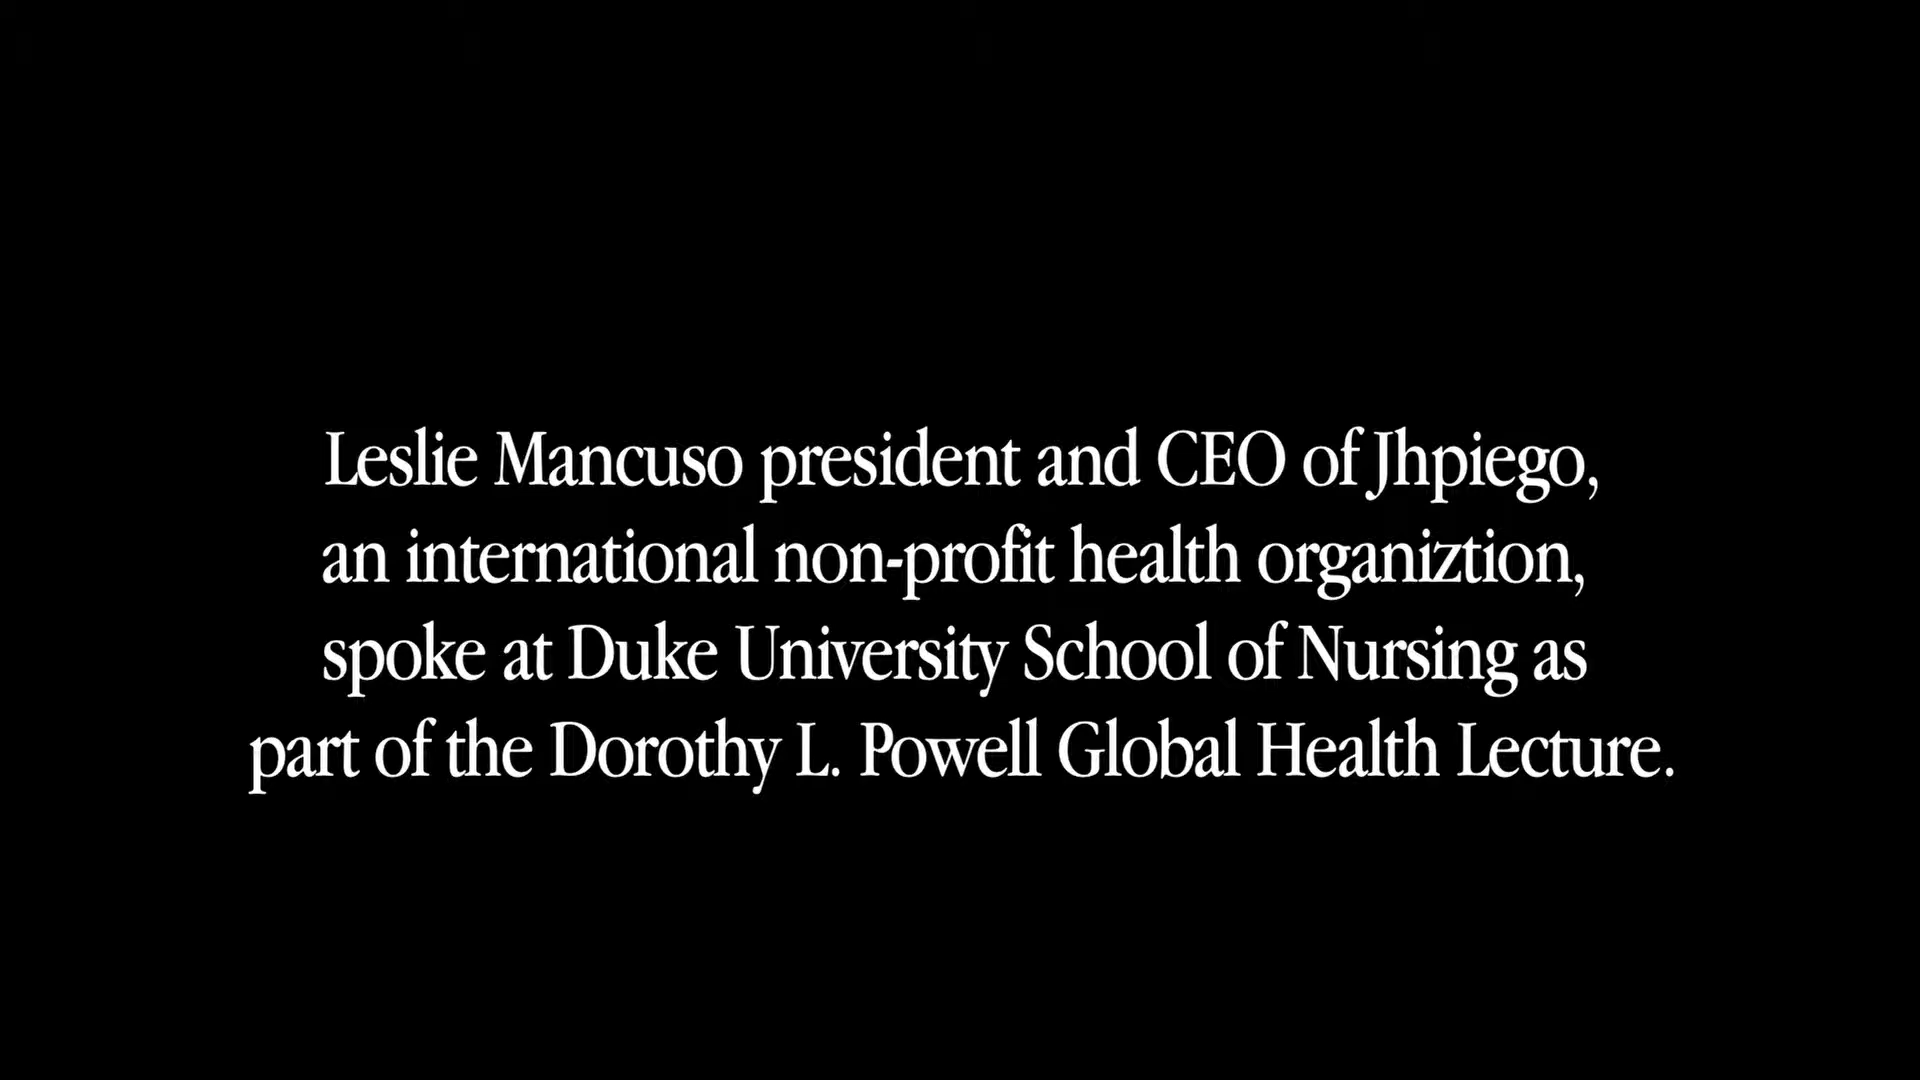 Leslie Mancuso president and CEO of Jhpiego,
an international non-profit health organiztion,
spoke at Duke University School of Nursing as
part of the Dorothy L. Powell Global Health Lecture.